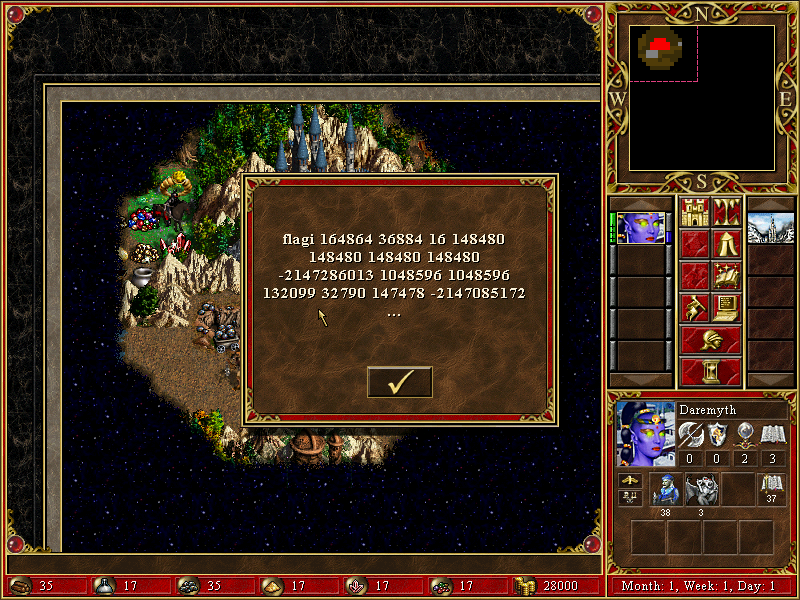 N
W
E
S
flagi 164864 36884 16 148480
148480 148480 148480
-2147286013 1048596 1048596
132099 32790 147478 -2147085172
...
Daremyth
0 0 2 3
37
38 3
35 17 35 17 17 17 28000
Month: 1, Week: 1, Day: 1